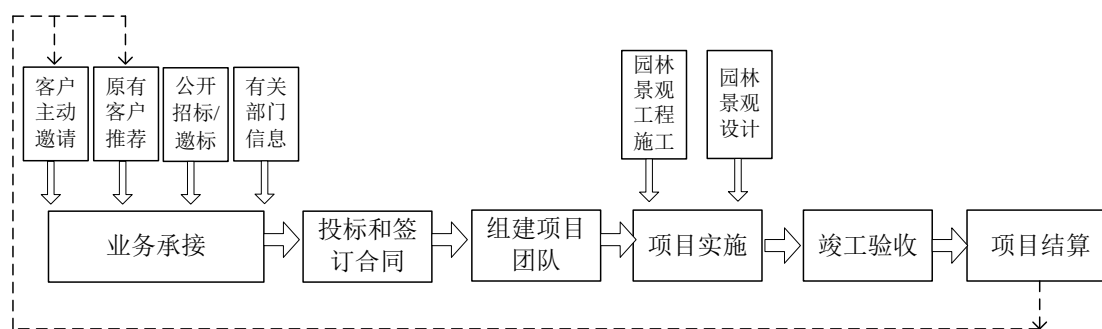 客户
主动
邀请
原有
客户
推荐
公开
招标/
邀标
有关
部门
信息
园林
景观
工程
施工
园林
景观
设计
业务承接
投标和签
订合同
组建项目
团队
项目实施
竣工验收
项目结算